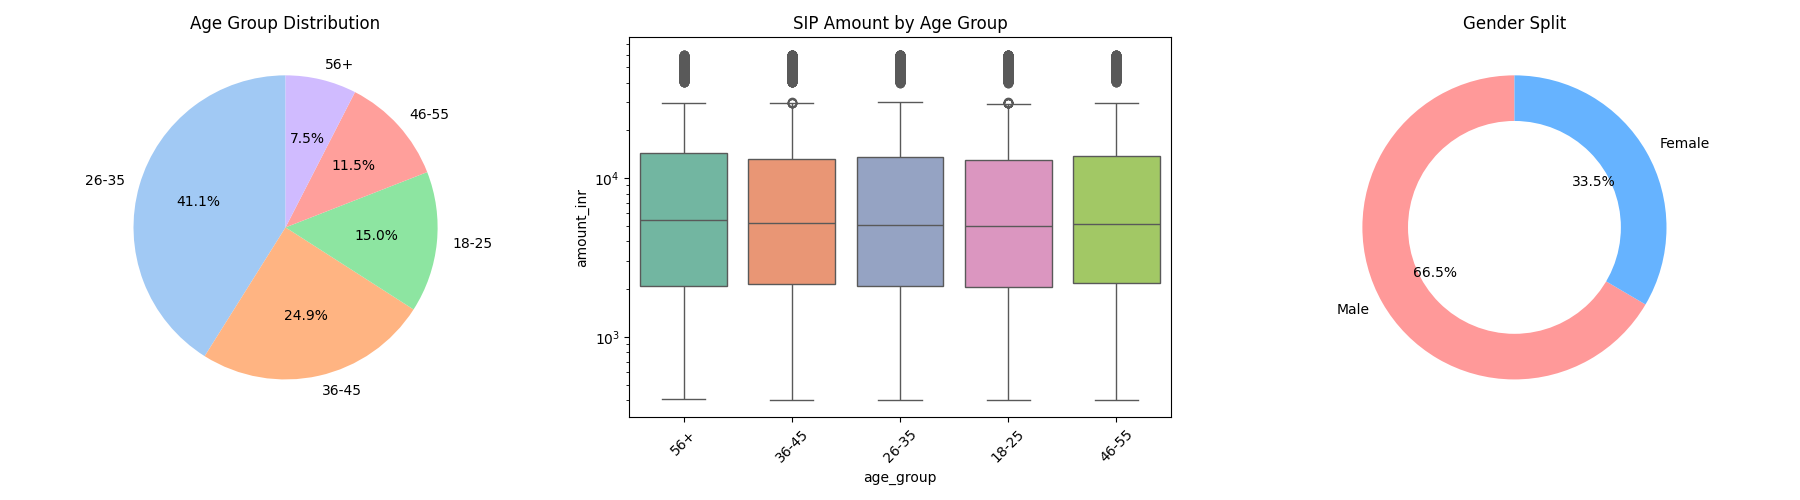 Age Group Distribution
56+
46-55
7.5%
11.5%
26-35
41.1%
15.0%
18-25
24.9%
36-45
SIP Amount by Age Group
amount_inr
10^4
10^3
56+
36-45
26-35
18-25
46-55
age_group
Gender Split
Female
33.5%
66.5%
Male